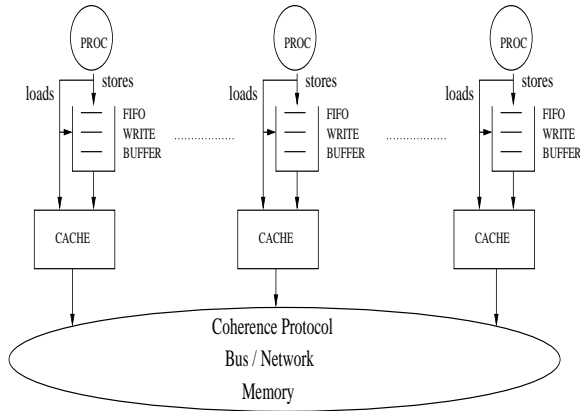 PROC PROC PROC
loads stores loads stores loads stores
FIFO FIFO FIFO
WRITE WRITE WRITE
BUFFER BUFFER BUFFER
CACHE CACHE CACHE
Coherence Protocol
Bus / Network
Memory